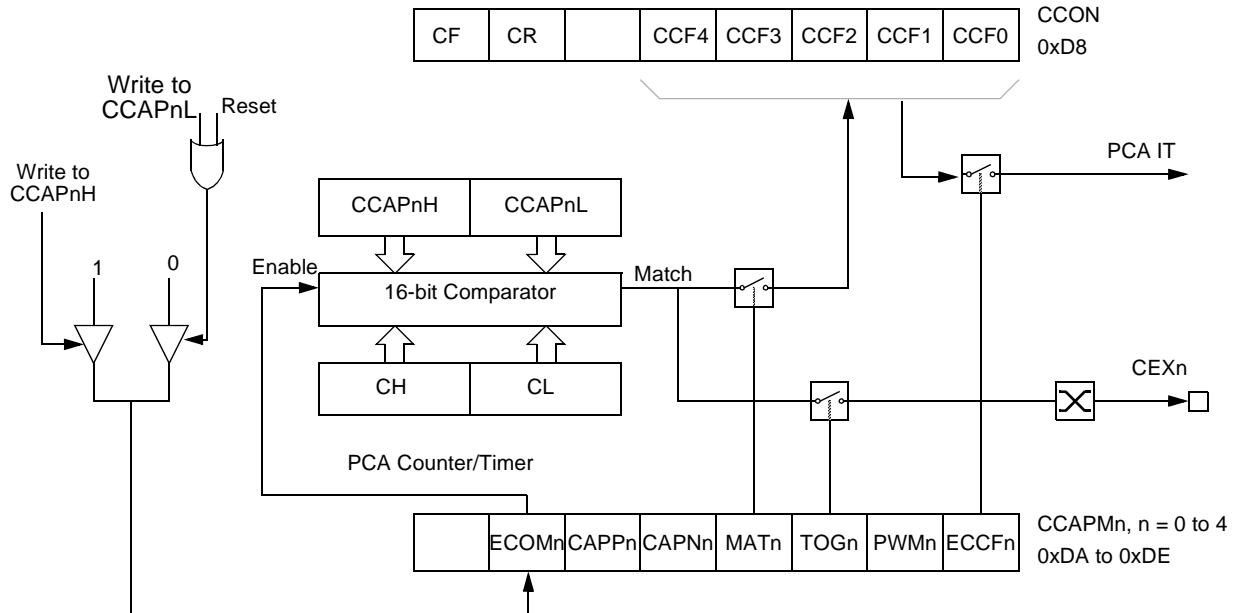 CF CR CCF4 CCF3 CCF2 CCF1 CCF0
CCON
0xD8
Write to
CCAPnL
Reset
Write to
CCAPnH
PCA IT
CCAPnH CCAPnL
1
0
Enable
16-bit Comparator
Match
CH CL
CEXn
PCA Counter/Timer
ECOMn CAPPn CAPNn MATn TOGn PWMn ECCFn
CCAPMn, n = 0 to 4
0xDA to 0xDE